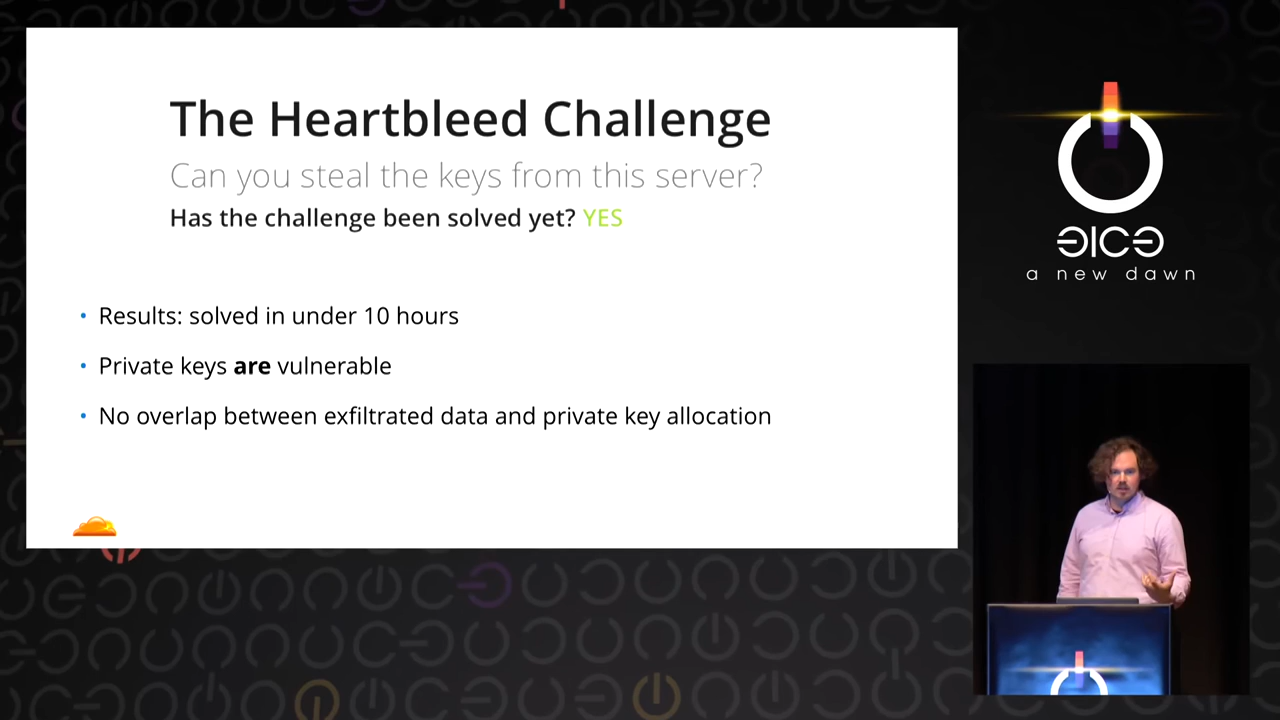 The Heartbleed Challenge
Can you steal the keys from this server?
Has the challenge been solved yet? YES
• Results: solved in under 10 hours
• Private keys are vulnerable
• No overlap between exfiltrated data and private key allocation
a new dawn